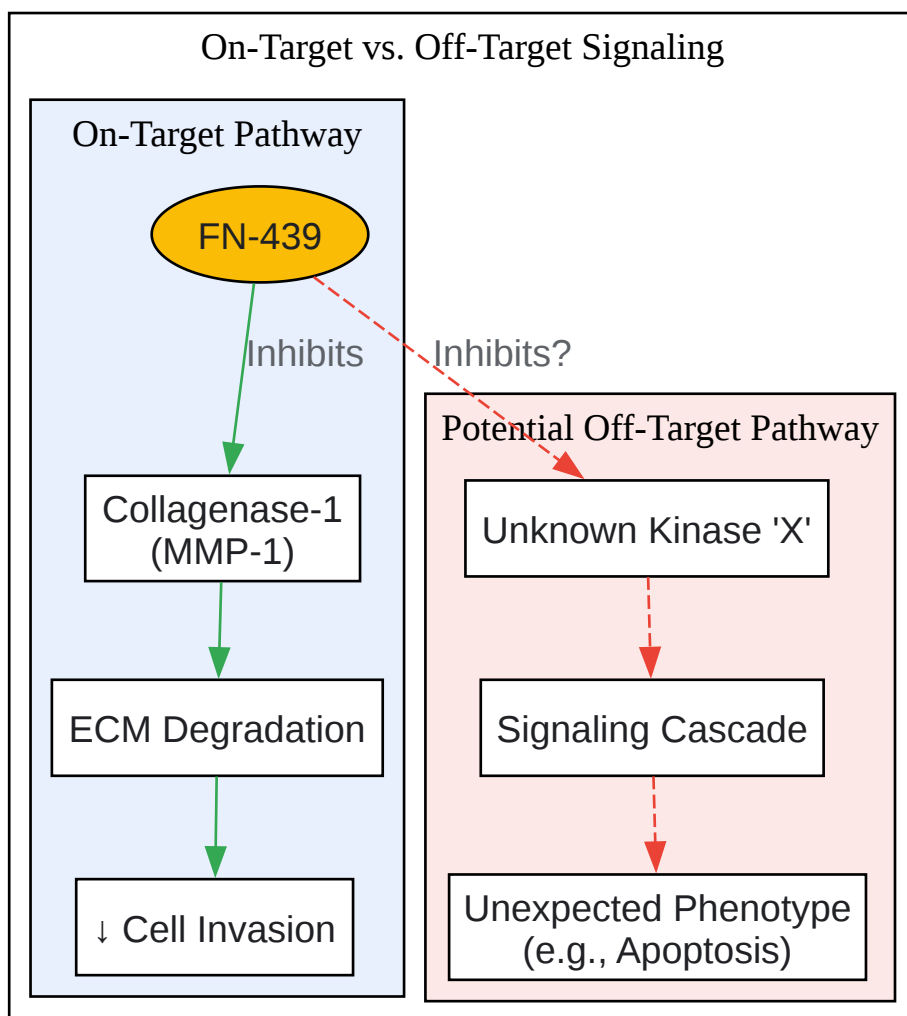 On-Target vs. Off-Target Signaling
On-Target Pathway
FN-439
Inhibits
Collagenase-1
(MMP-1)
ECM Degradation
↓ Cell Invasion
Inhibits?
Potential Off-Target Pathway
Unknown Kinase 'X'
Signaling Cascade
Unexpected Phenotype
(e.g., Apoptosis)